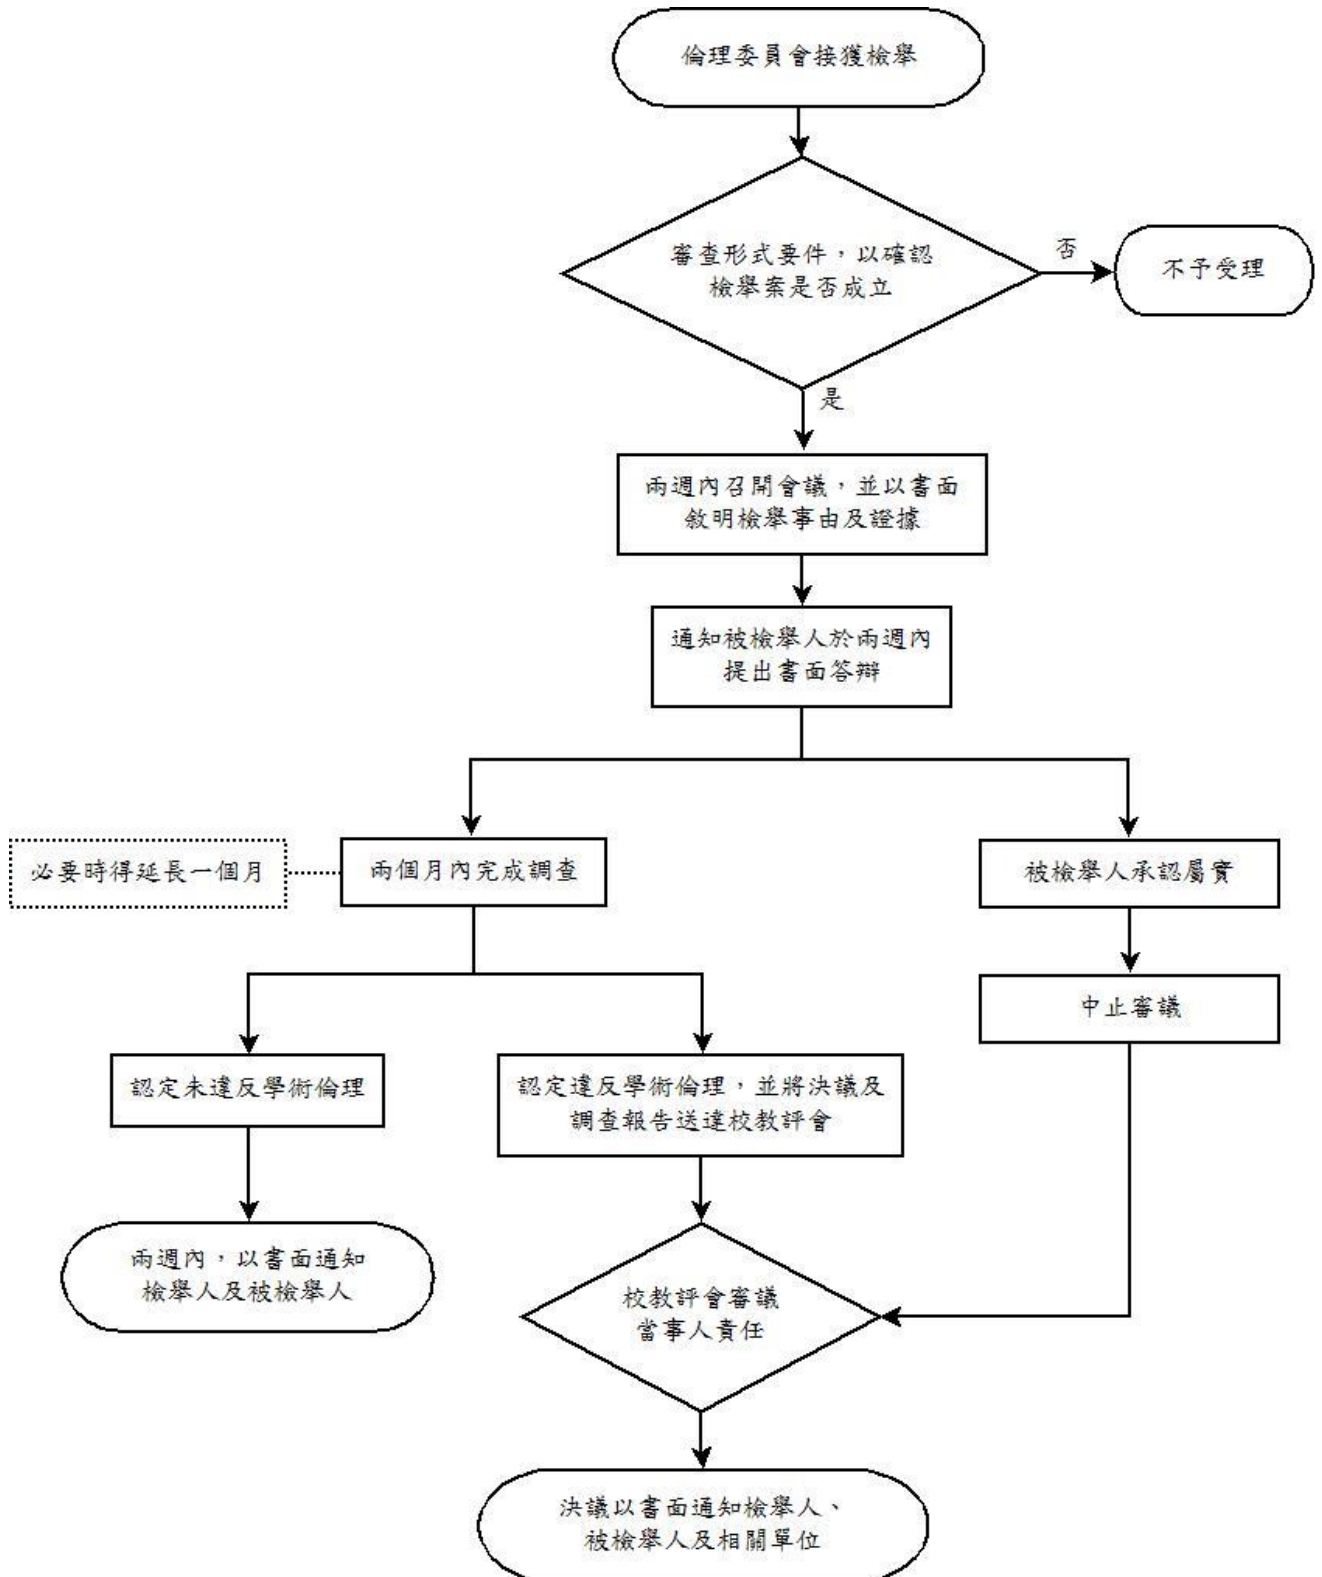 倫理委員會接獲檢舉
審查形式要件，以確認
檢舉案是否成立
否
不予受理
是
兩週內召開會議，並以書面
敘明檢舉事由及證據
通知被檢舉人於兩週內
提出書面答辯
必要時得延長一個月
兩個月內完成調查
被檢舉人承認屬實
中止審議
認定未違反學術倫理
認定違反學術倫理，並將決議及
調查報告送達校教評會
兩週內，以書面通知
檢舉人及被檢舉人
校教評會審議
當事人責任
決議以書面通知檢舉人、
被檢舉人及相關單位